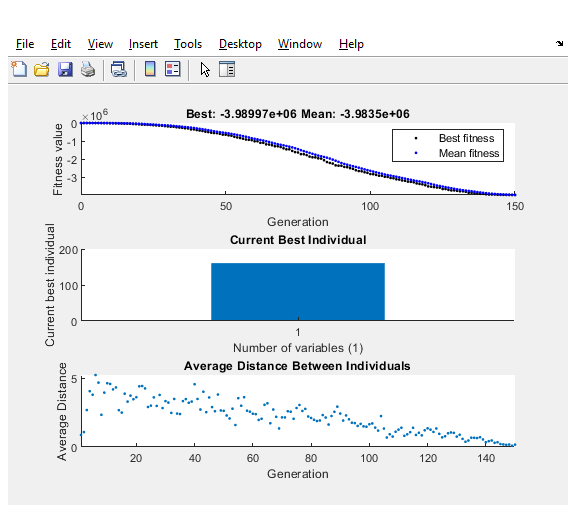 File Edit View Insert Tools Desktop Window Help
×10^6
Best: -3.98997e+06 Mean: -3.9835e+06
Fitness value
0
-1
-2
-3
Best fitness
Mean fitness
0 50 100 150
Generation
Current Best Individual
Current best individual
200
100
0
1
Number of variables (1)
Average Distance Between Individuals
Average Distance
5
0
20 40 60 80 100 120 140
Generation